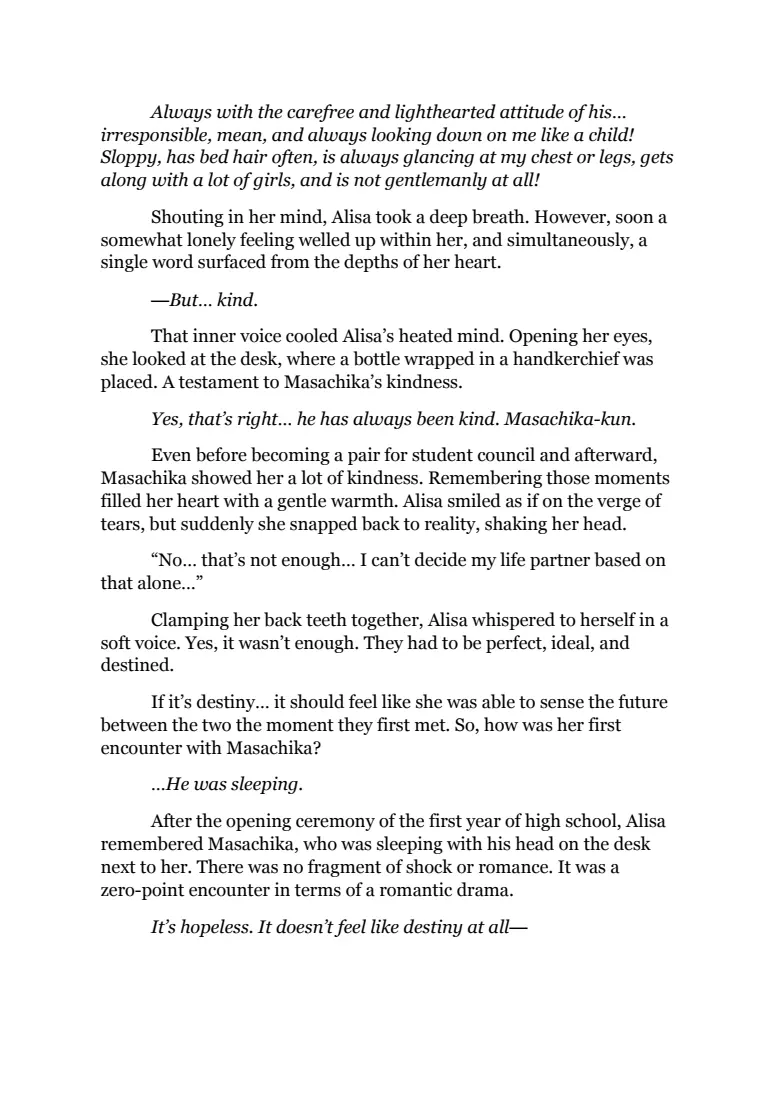 Always with the carefree and lighthearted attitude of his...
irresponsible, mean, and always looking down on me like a child!
Sloppy, has bed hair often, is always glancing at my chest or legs, gets
along with a lot of girls, and is not gentlemanly at all!
Shouting in her mind, Alisa took a deep breath. However, soon a
somewhat lonely feeling welled up within her, and simultaneously, a
single word surfaced from the depths of her heart.
—But... kind.
That inner voice cooled Alisa’s heated mind. Opening her eyes,
she looked at the desk, where a bottle wrapped in a handkerchief was
placed. A testament to Masachika’s kindness.
Yes, that’s right... he has always been kind. Masachika-kun.
Even before becoming a pair for student council and afterward,
Masachika showed her a lot of kindness. Remembering those moments
filled her heart with a gentle warmth. Alisa smiled as if on the verge of
tears, but suddenly she snapped back to reality, shaking her head.
“No... that’s not enough... I can’t decide my life partner based on
that alone...”
Clamping her back teeth together, Alisa whispered to herself in a
soft voice. Yes, it wasn’t enough. They had to be perfect, ideal, and
destined.
If it’s destiny... it should feel like she was able to sense the future
between the two the moment they first met. So, how was her first
encounter with Masachika?
...He was sleeping.
After the opening ceremony of the first year of high school, Alisa
remembered Masachika, who was sleeping with his head on the desk
next to her. There was no fragment of shock or romance. It was a
zero-point encounter in terms of a romantic drama.
It’s hopeless. It doesn’t feel like destiny at all—